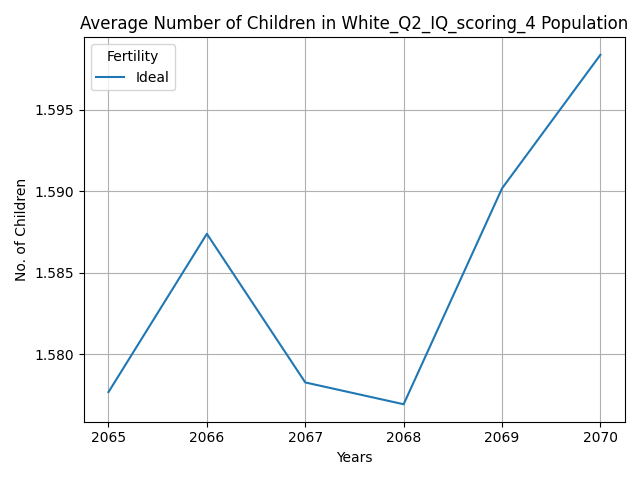 Average Number of Children in White_Q2_IQ_scoring_4 Population
Fertility
Ideal
No. of Children
1.595
1.590
1.585
1.580
2065 2066 2067 2068 2069 2070
Years